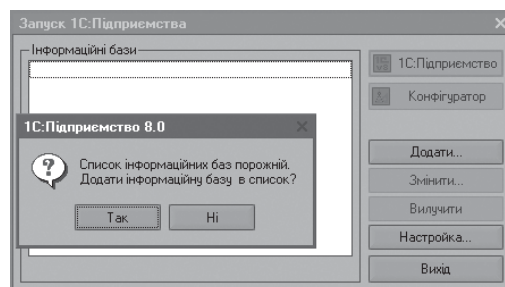 Запуск 1С:Підприємства
Інформаційні бази
1С:Підприємство
Конфігуратор
1С:Підприємство 8.0
Список інформаційних баз порожній.
Додати інформаційну базу в список?
Так
Ні
Додати...
Змінити...
Вилучити
Настройка...
Вихід